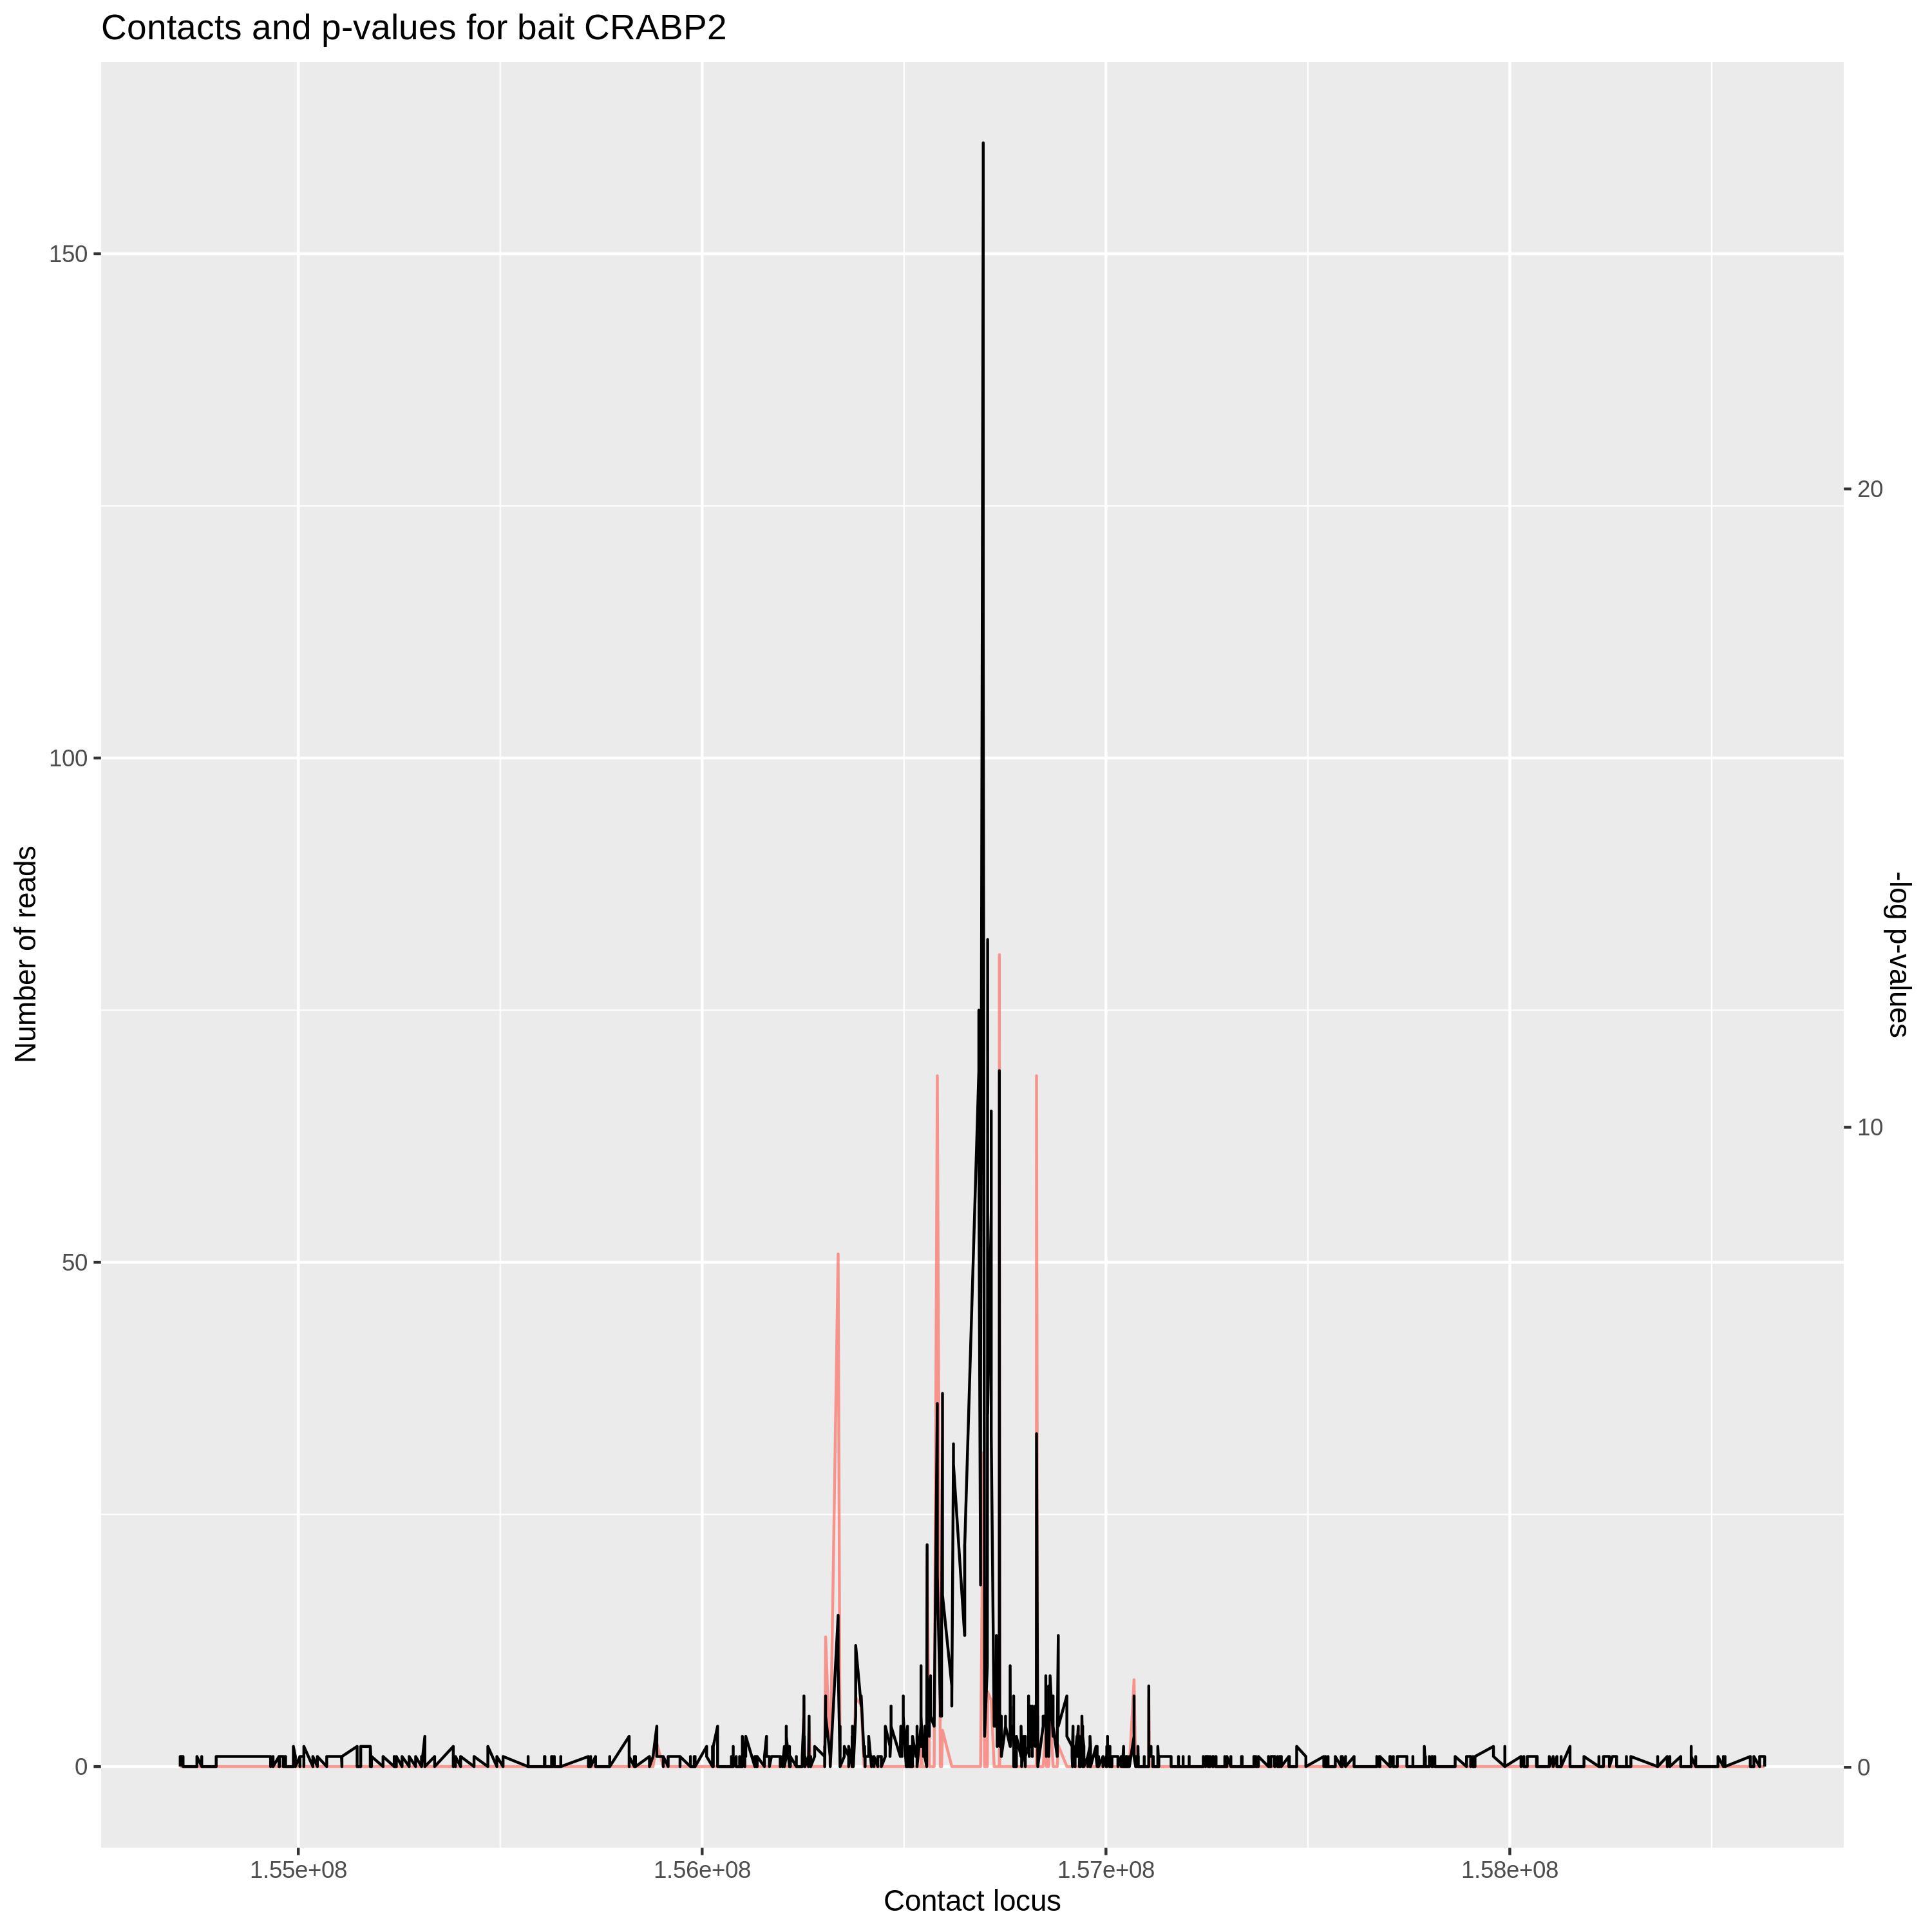 Contacts and p-values for bait CRABP2
150
100
50
0
Number of reads
20
10
0
-log p-values
1.55e+08
1.56e+08
1.57e+08
1.58e+08
Contact locus